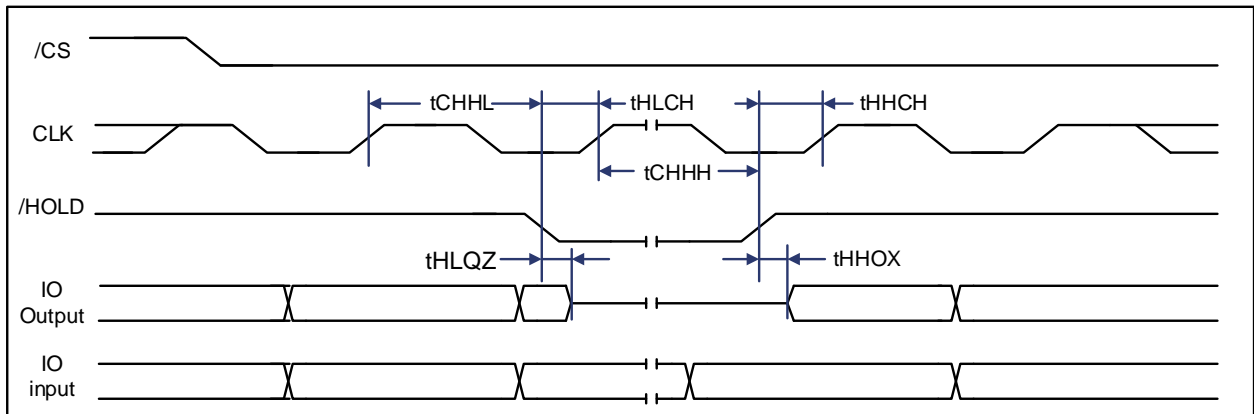 /CS
tCHHL
tHLCH
tHHCH
CLK
tCHHH
/HOLD
tHLQZ
tHHOX
IO
Output
IO
input